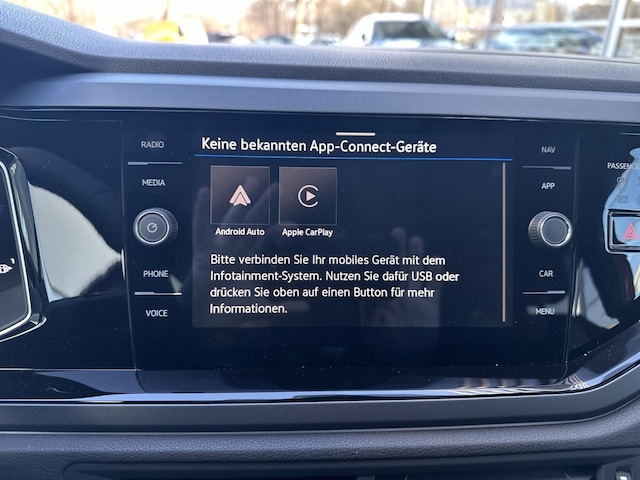 RADIO
MEDIA
PHONE
VOICE
Keine bekannten App-Connect-Geräte
Android Auto
Apple CarPlay
Bitte verbinden Sie Ihr mobiles Gerät mit dem
Infotainment-System. Nutzen Sie dafür USB oder
drücken Sie oben auf einen Button für mehr
Informationen.
NAV
APP
CAR
MENU